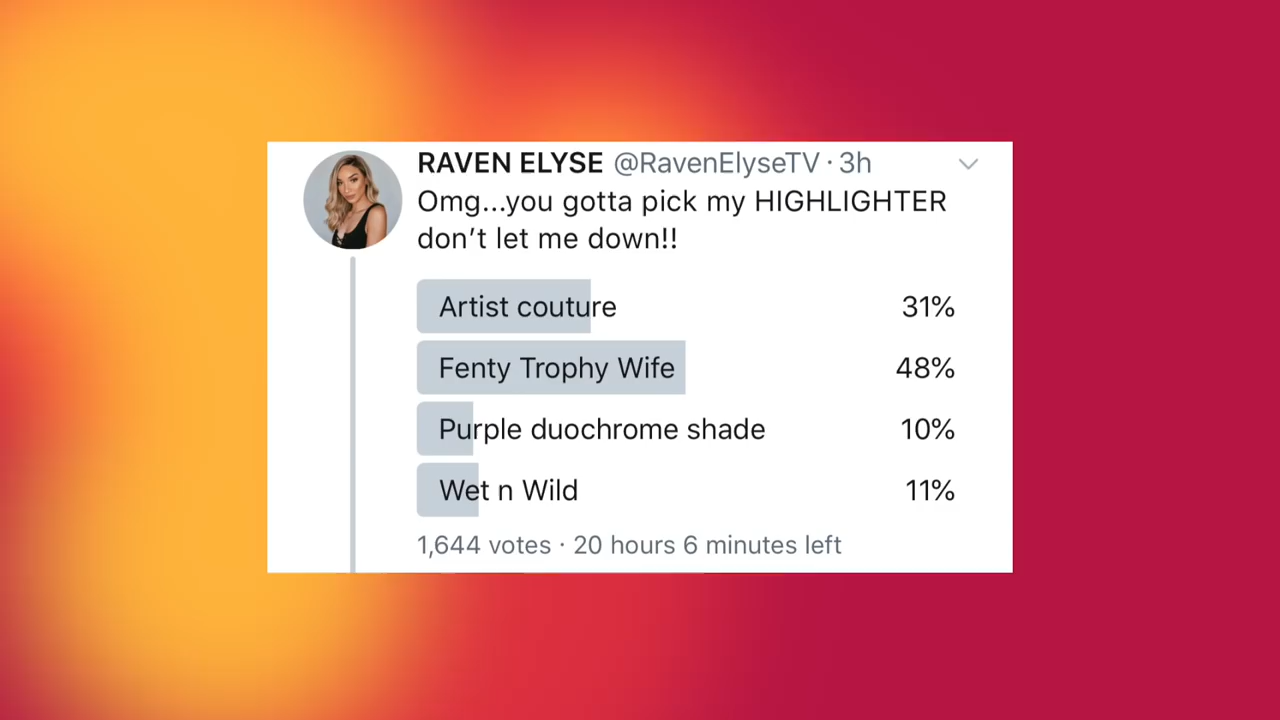 RAVEN ELYSE @RavenElyseTV · 3h
Omg...you gotta pick my HIGHLIGHTER
don’t let me down!!
Artist couture 31%
Fenty Trophy Wife 48%
Purple duochrome shade 10%
Wet n Wild 11%
1,644 votes · 20 hours 6 minutes left